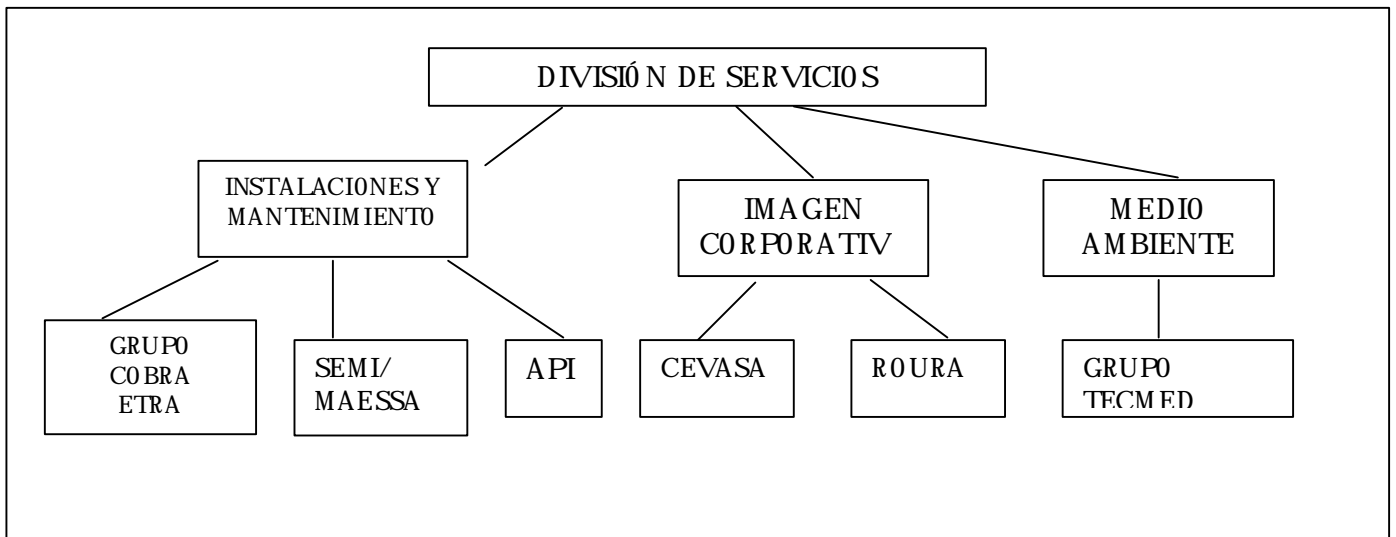 DIVISIÓN DE SERVICIOS
INSTALACIONES Y
MANTENIMIENTO
IMAGEN
CORPORATIV
MEDIO
AMBIENTE
GRUPO
COBRA
ETRA
SEMI/
MAESSA
API
CEVASA
ROURA
GRUPO
TECMED